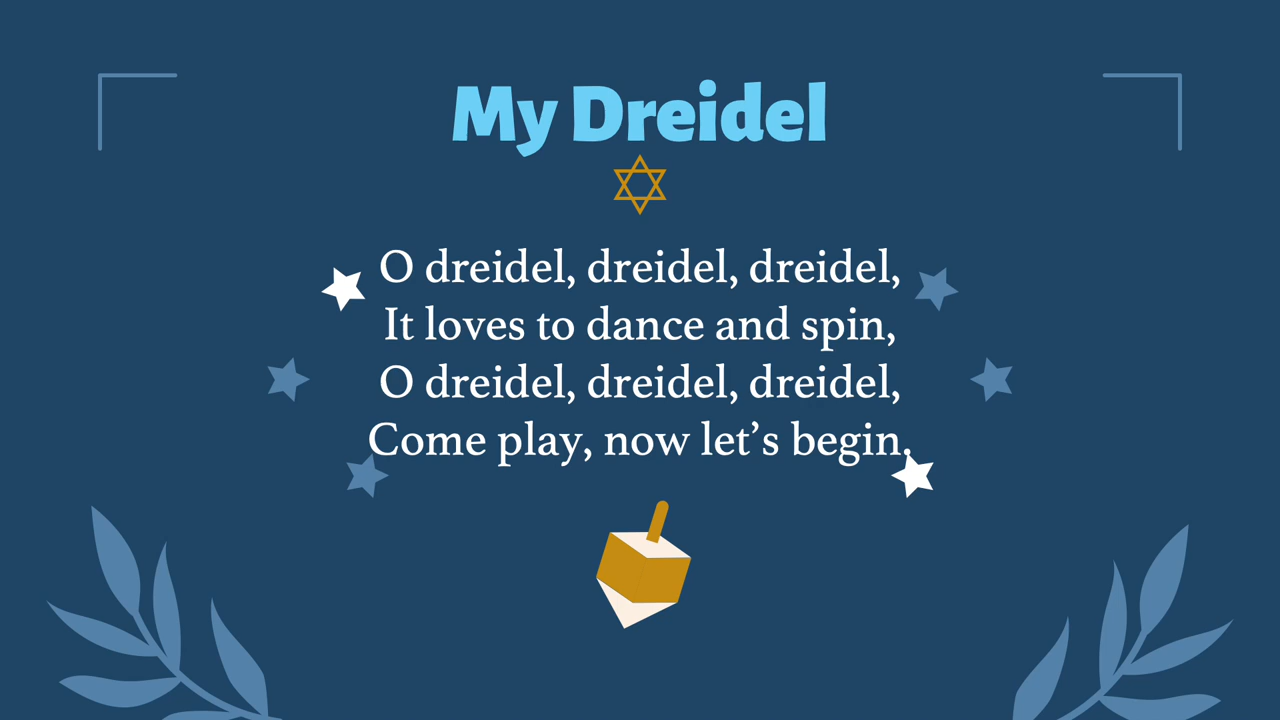 My Dreidel
O dreidel, dreidel, dreidel,
It loves to dance and spin,
O dreidel, dreidel, dreidel,
Come play, now let’s begin.